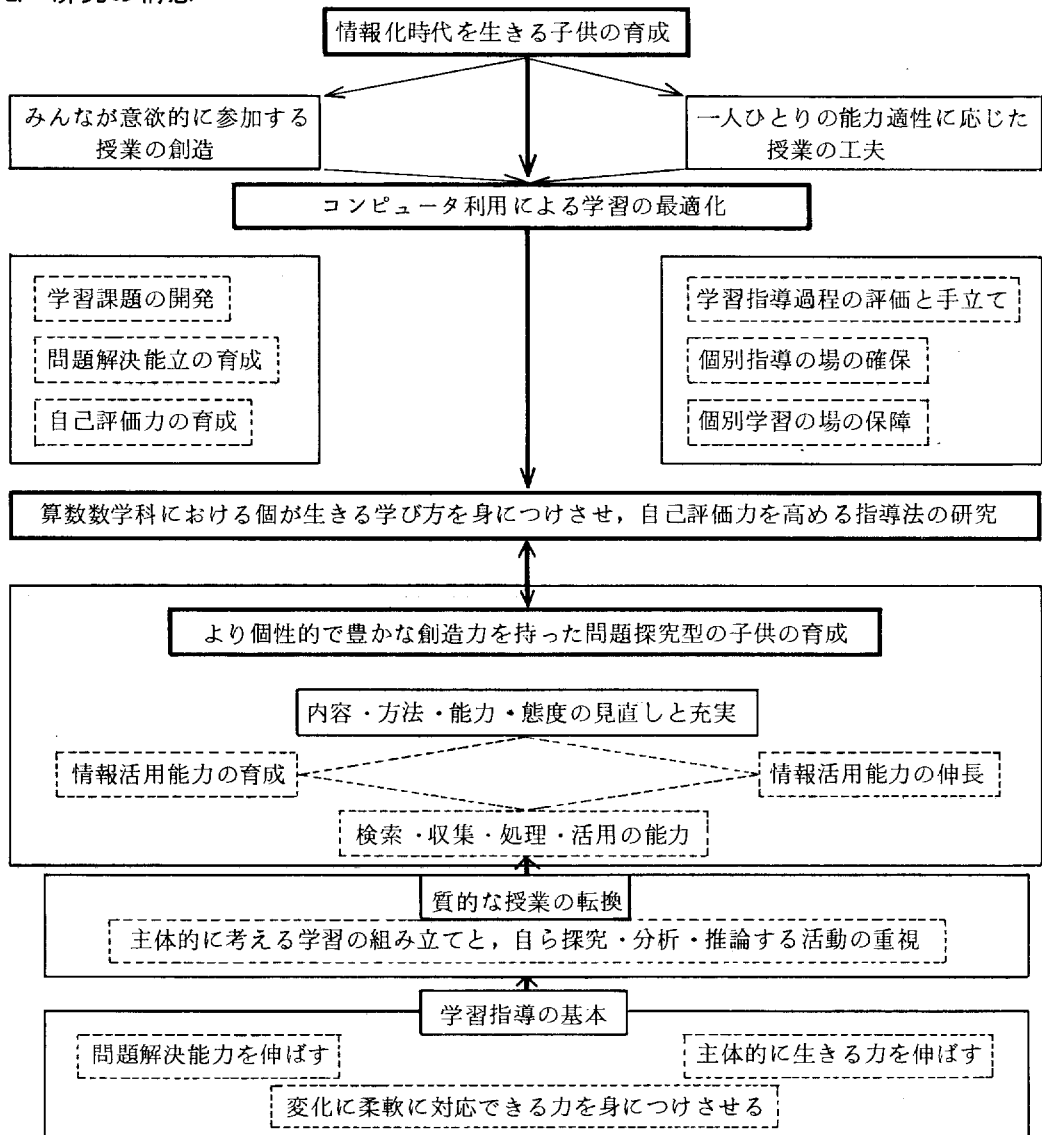 情報化時代を生きる子供の育成
みんなが意欲的に参加する
授業の創造
一人ひとりの能力適性に応じた
授業の工夫
コンピュータ利用による学習の最適化
学習課題の開発
問題解決能立の育成
自己評価力の育成
学習指導過程の評価と手立て
個別指導の場の確保
個別学習の場の保障
算数数学科における個が生きる学び方を身につけさせ，自己評価力を高める指導法の研究
より個性的で豊かな創造力を持った問題探究型の子供の育成
内容・方法・能力・態度の見直しと充実
情報活用能力の育成
情報活用能力の伸長
検索・収集・処理・活用の能力
質的な授業の転換
主体的に考える学習の組み立てと，自ら探究・分析・推論する活動の重視
学習指導の基本
問題解決能力を伸ばす
主体的に生きる力を伸ばす
変化に柔軟に対応できる力を身につけさせる